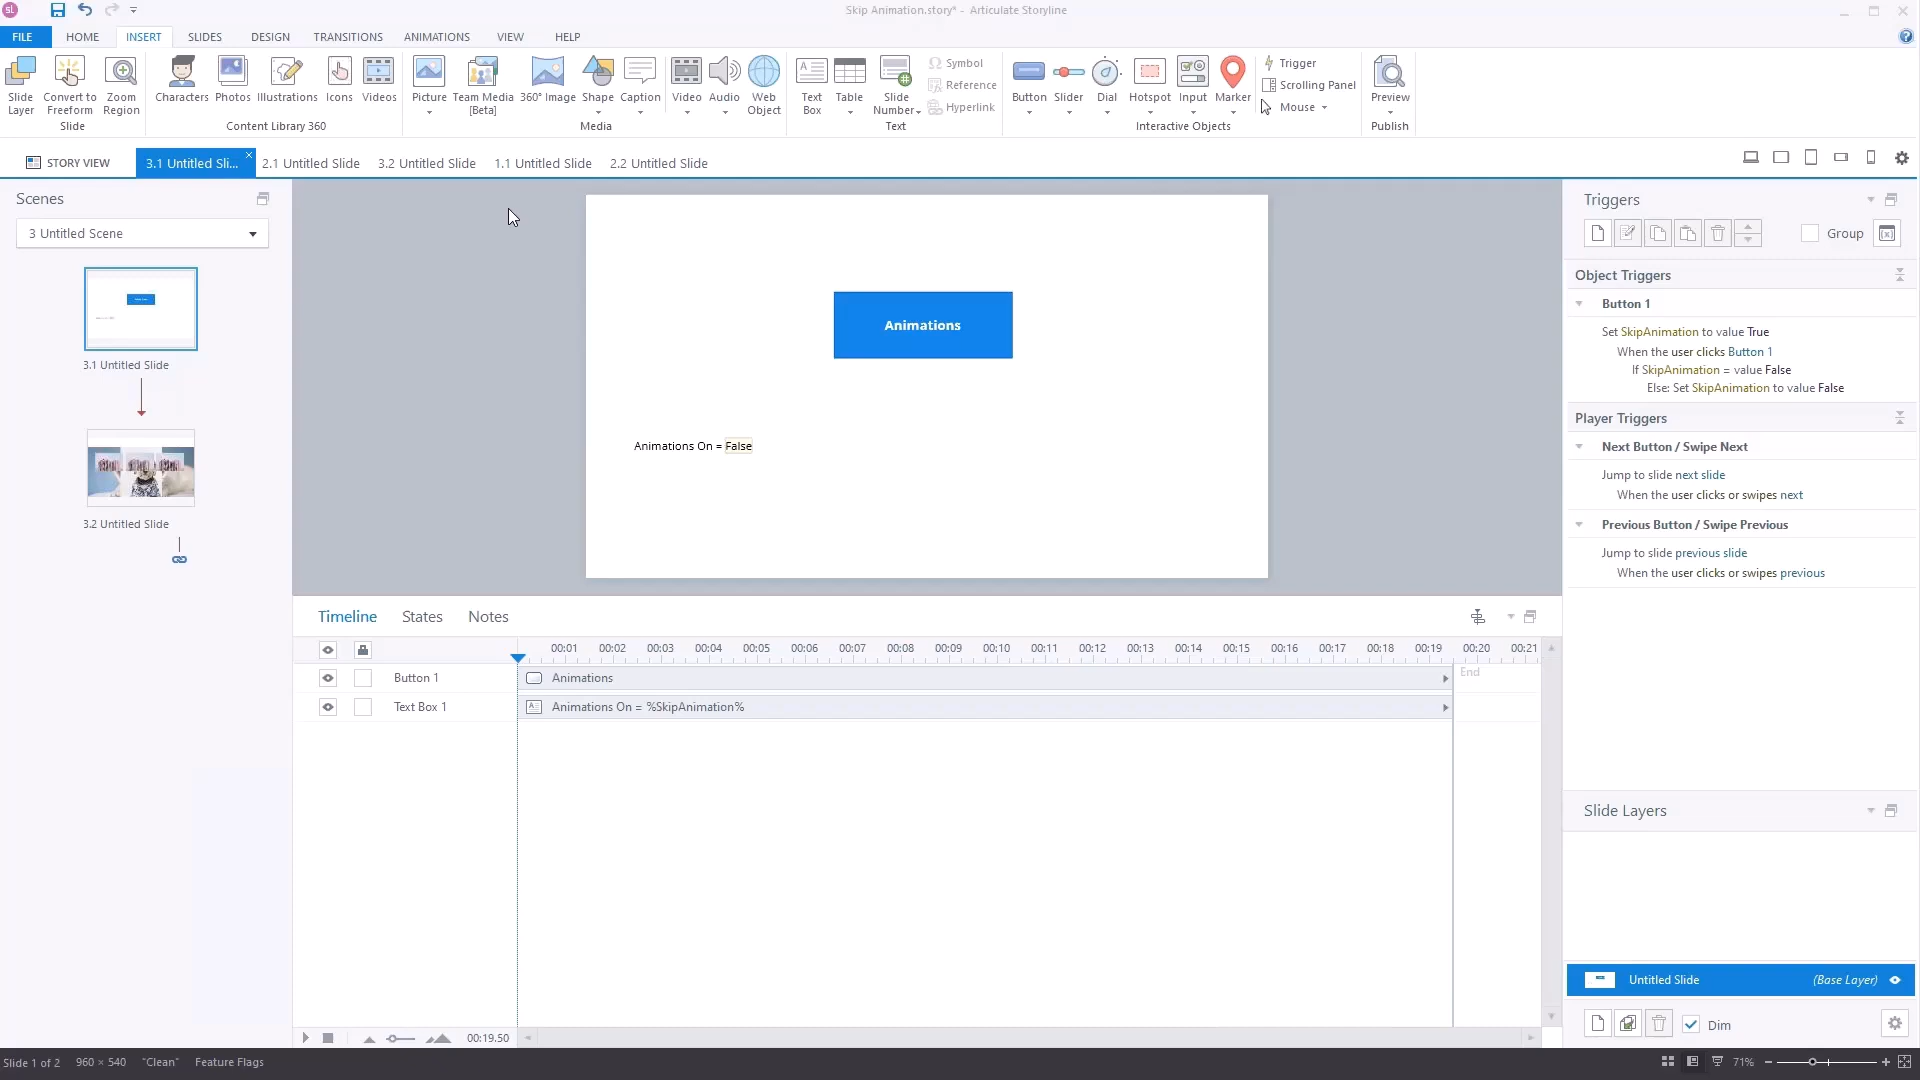 Skip Animation.story* - Articulate Storyline
FILE HOME INSERT SLIDES DESIGN TRANSITIONS ANIMATIONS VIEW HELP
Slide Layer
Convert to Freeform
Zoom Region
Slide
Characters
Photos
Illustrations
Icons
Videos
Content Library 360
Picture
Team Media [Beta]
360° Image
Shape
Caption
Video
Audio
Web Object
Media
Text Box
Table
Slide Number
Symbol
Reference
Hyperlink
Text
Button
Slider
Dial
Hotspot
Input
Marker
Trigger
Scrolling Panel
Mouse
Interactive Objects
Preview
Publish
STORY VIEW
3.1 Untitled Sli...
2.1 Untitled Slide
3.2 Untitled Slide
1.1 Untitled Slide
2.2 Untitled Slide
Scenes
3 Untitled Scene
3.1 Untitled Slide
3.2 Untitled Slide
Animations
Animations On = False
Triggers
Group
Object Triggers
Button 1
Set SkipAnimation to value True
When the user clicks Button 1
If SkipAnimation = value False
Else: Set SkipAnimation to value False
Player Triggers
Next Button / Swipe Next
Jump to slide next slide
When the user clicks or swipes next
Previous Button / Swipe Previous
Jump to slide previous slide
When the user clicks or swipes previous
Timeline States Notes
00:01 00:02 00:03 00:04 00:05 00:06 00:07 00:08 00:09 00:10 00:11 00:12 00:13 00:14 00:15 00:16 00:17 00:18 00:19 00:20 00:21
Button 1 Animations End
Text Box 1 Animations On = %SkipAnimation%
00:19.50
Slide Layers
Untitled Slide (Base Layer)
Dim
Slide 1 of 2 960 × 540 "Clean" Feature Flags
71%